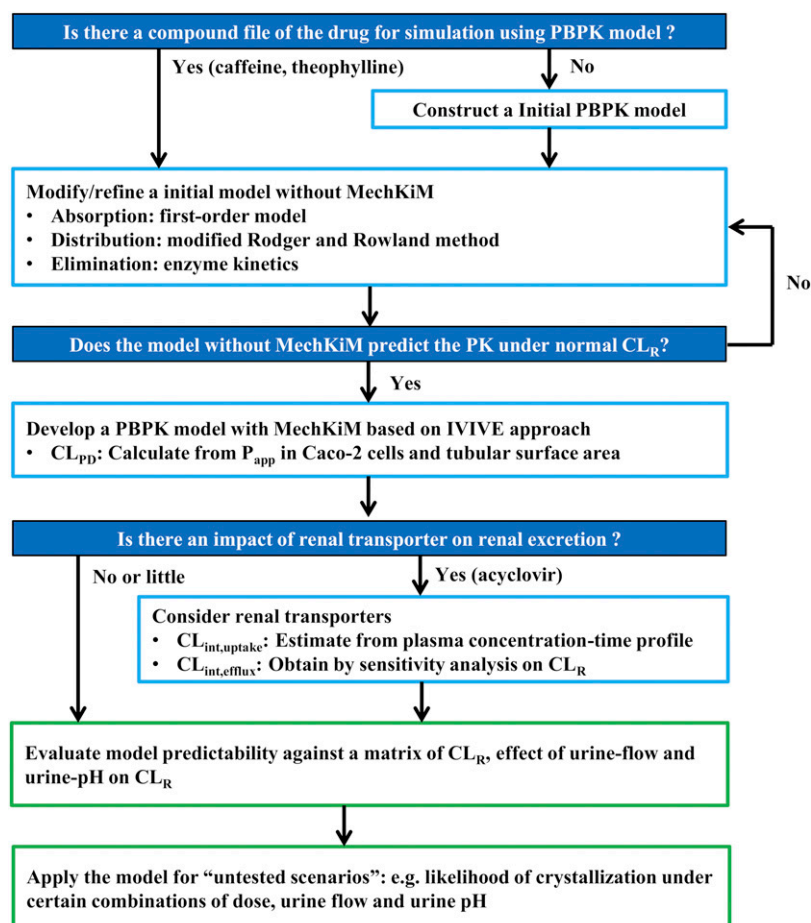 Is there a compound file of the drug for simulation using PBPK model ?
Yes (caffeine, theophylline)
No
Construct a Initial PBPK model
Modify/refine a initial model without MechKiM
• Absorption: first-order model
• Distribution: modified Rodger and Rowland method
• Elimination: enzyme kinetics
No
Does the model without MechKiM predict the PK under normal CLR?
Yes
Develop a PBPK model with MechKiM based on IVIVE approach
• CLPD: Calculate from Papp in Caco-2 cells and tubular surface area
Is there an impact of renal transporter on renal excretion ?
No or little
Yes (acyclovir)
Consider renal transporters
• CLint,uptake: Estimate from plasma concentration-time profile
• CLint,efflux: Obtain by sensitivity analysis on CLR
Evaluate model predictability against a matrix of CLR, effect of urine-flow and
urine-pH on CLR
Apply the model for “untested scenarios”: e.g. likelihood of crystallization under
certain combinations of dose, urine flow and urine pH